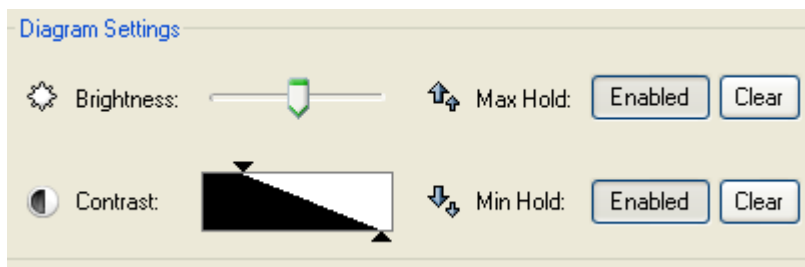 Diagram Settings
Brightness: Max Hold: Enabled Clear
Contrast: Min Hold: Enabled Clear